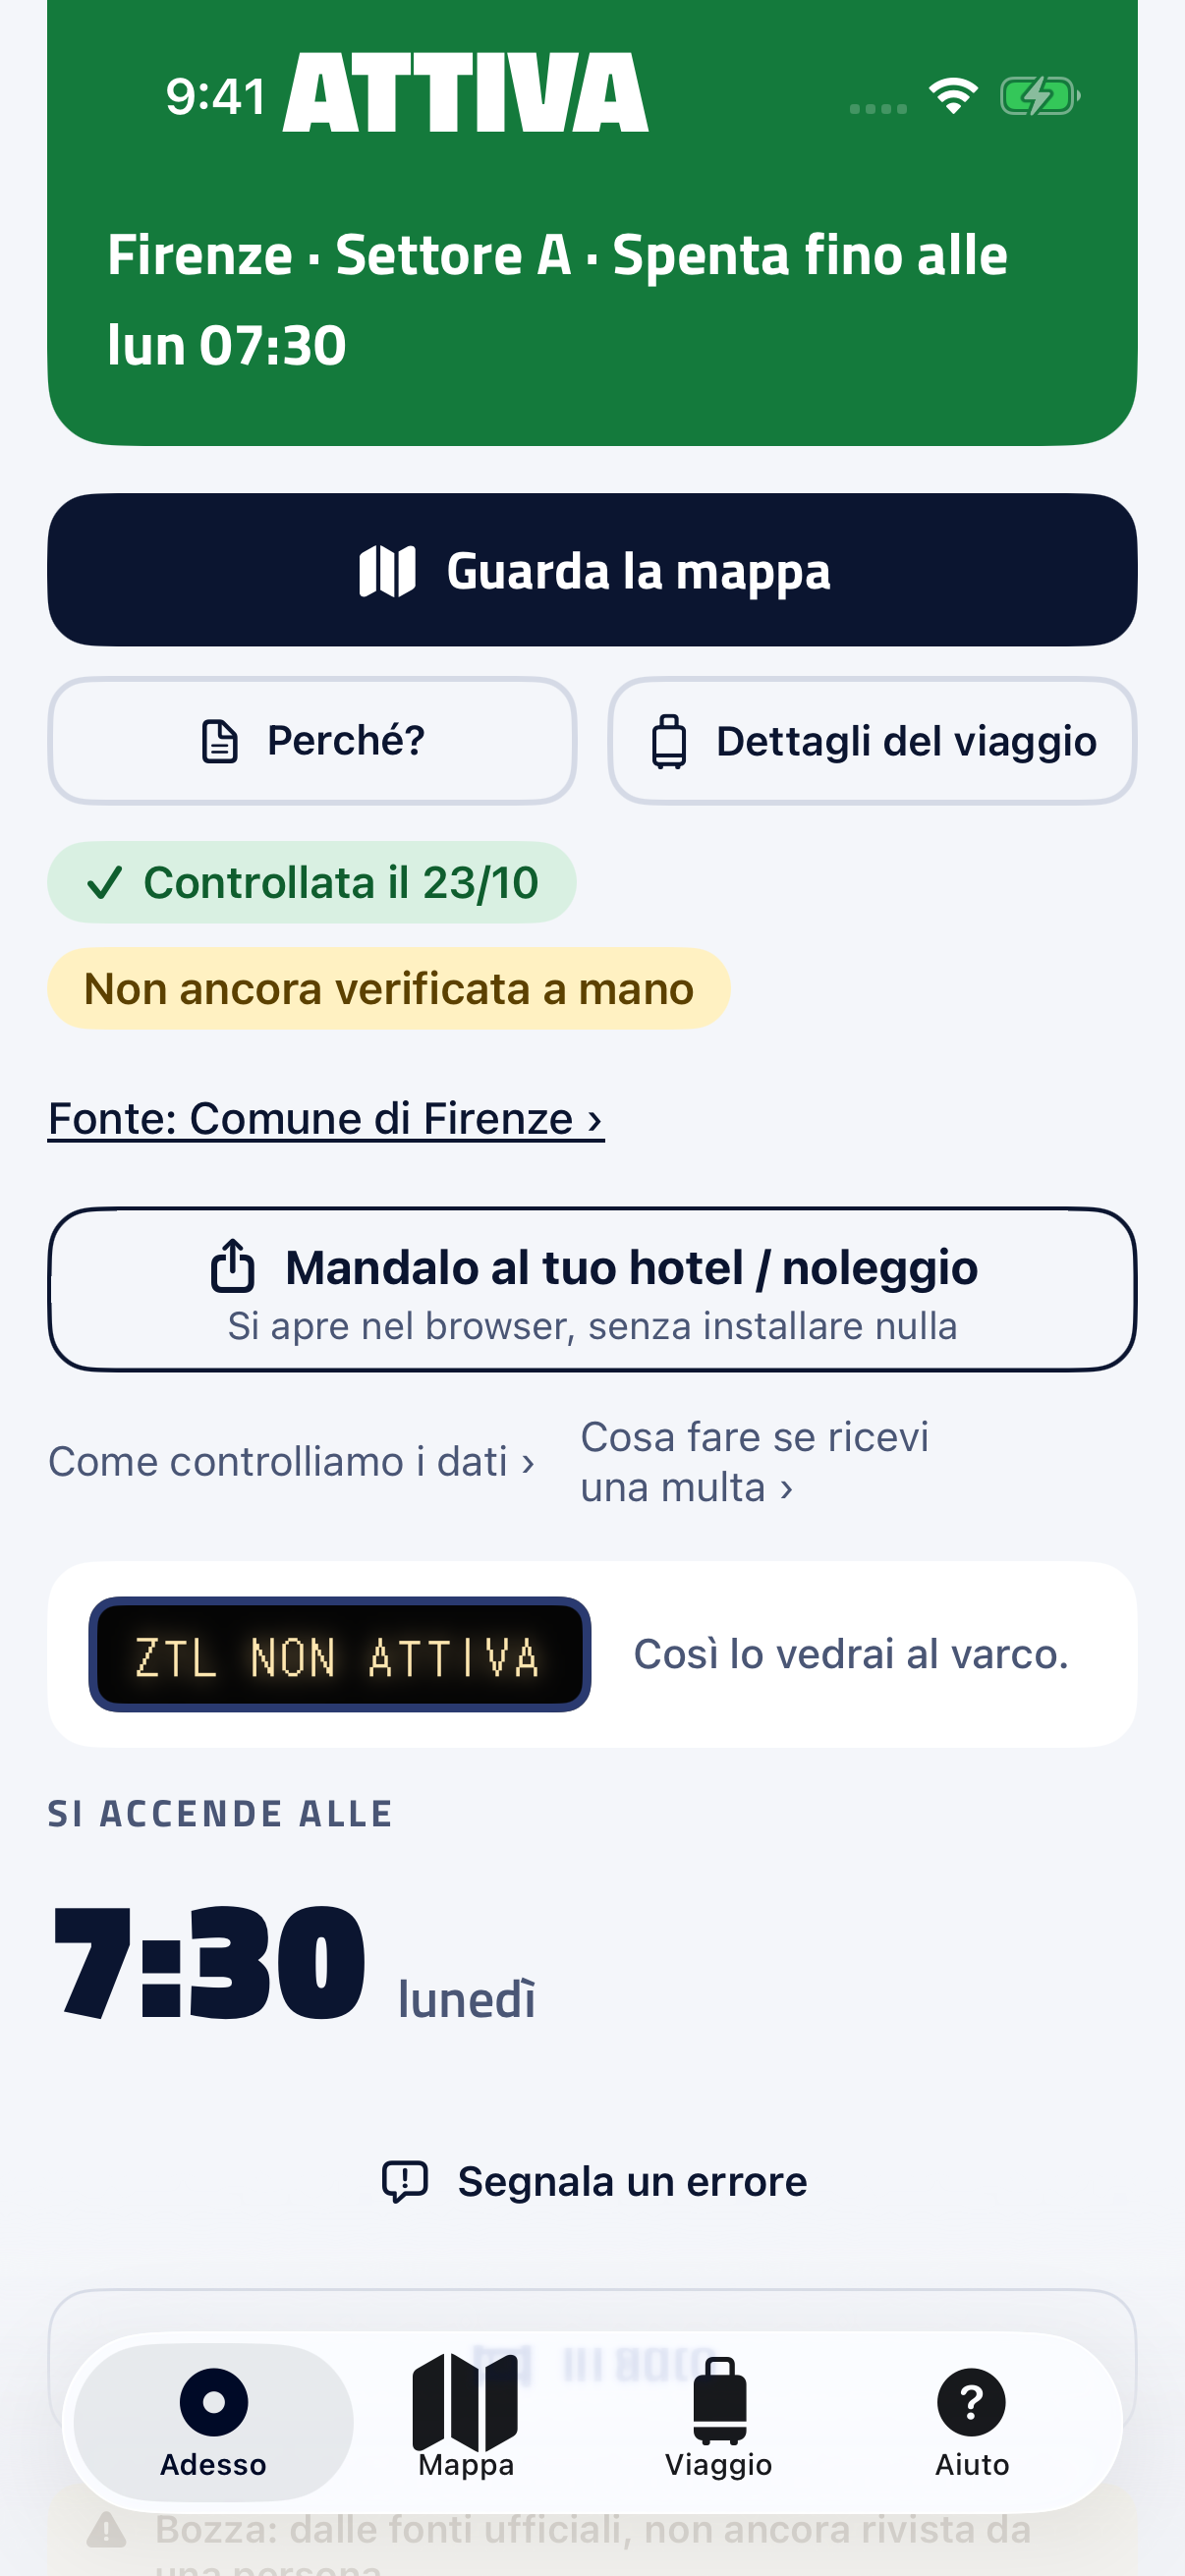 9:41
ATTIVA
Firenze · Settore A · Spenta fino alle
lun 07:30
Guarda la mappa
Perché?
Dettagli del viaggio
Controllata il 23/10
Non ancora verificata a mano
Fonte: Comune di Firenze ›
Mandalo al tuo hotel / noleggio
Si apre nel browser, senza installare nulla
Come controlliamo i dati ›
Cosa fare se ricevi
una multa ›
ZTL NON ATTIVA
Così lo vedrai al varco.
SI ACCENDE ALLE
7:30 lunedì
Segnala un errore
Adesso
Mappa
Viaggio
Aiuto
Bozza: dalle fonti ufficiali, non ancora rivista da
una persona